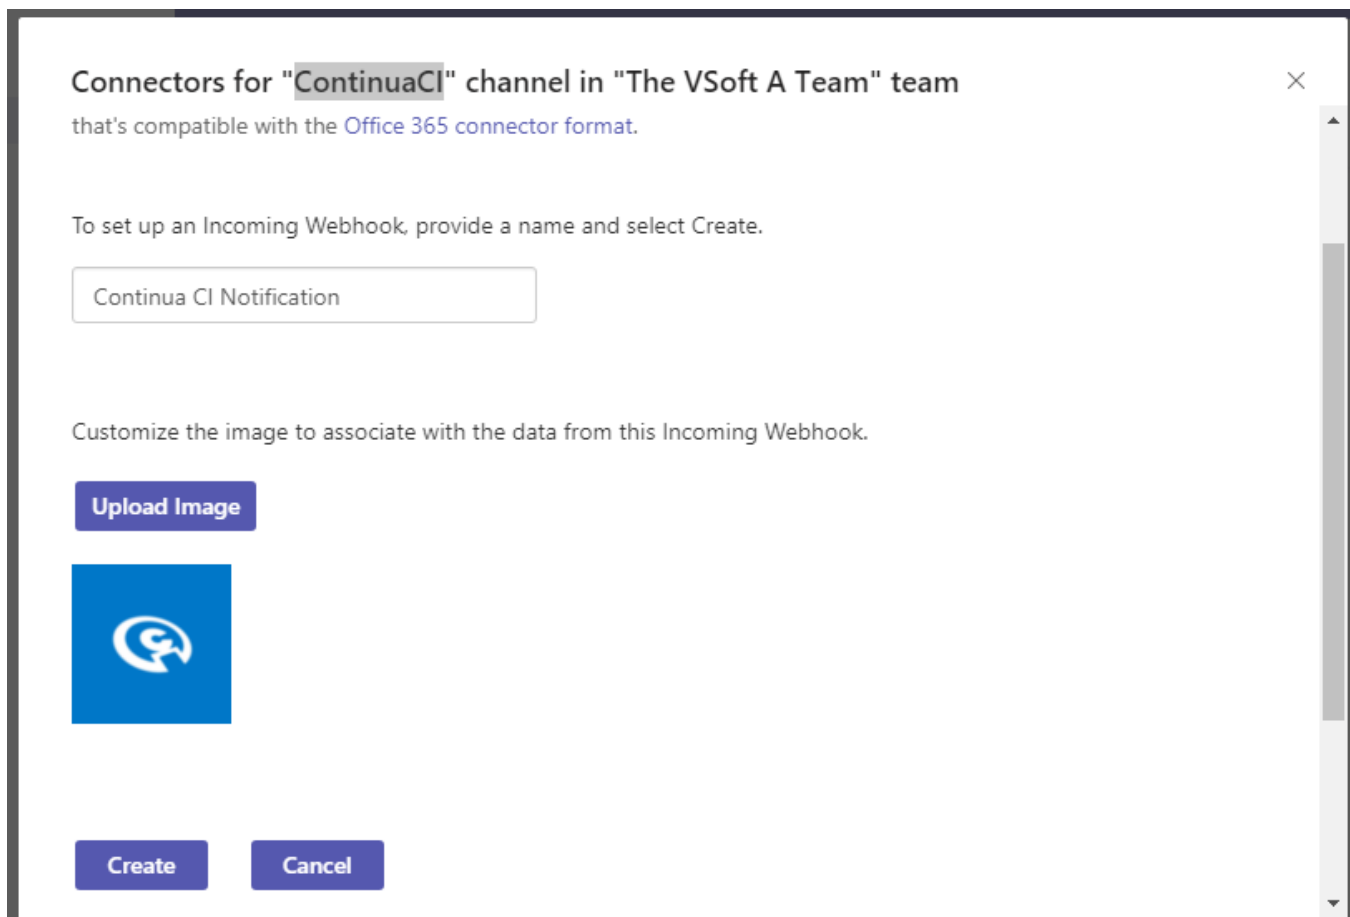 Connectors for "ContinuaCI" channel in "The VSoft A Team" team
that's compatible with the Office 365 connector format.
To set up an Incoming Webhook, provide a name and select Create.
Continua CI Notification
Customize the image to associate with the data from this Incoming Webhook.
Upload Image
Create Cancel